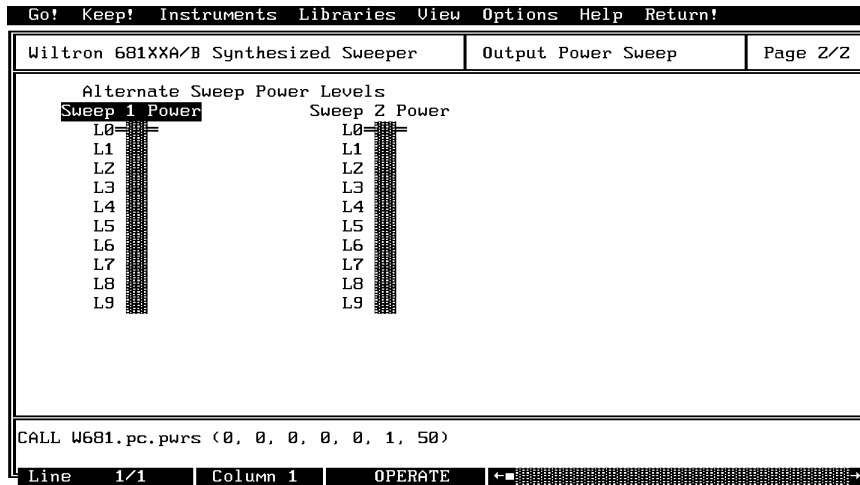 Go! Keep! Instruments Libraries View Options Help Return!
Wiltron 681XXA/B Synthesized Sweeper Output Power Sweep Page 2/2
Alternate Sweep Power Levels
Sweep 1 Power Sweep 2 Power
L0 L0
L1 L1
L2 L2
L3 L3
L4 L4
L5 L5
L6 L6
L7 L7
L8 L8
L9 L9
CALL W681.pc.pwrs (0, 0, 0, 0, 0, 1, 50)
Line 1/1 Column 1 OPERATE